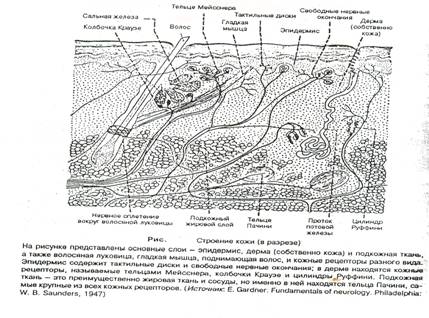 Тельце Мейсснера
Свободные нервные окончания
Сальная железа
Тактильные диски
Дерма (собственно кожа)
Колбочка Краузе
Волос
Гладкая мышца
Эпидермис
Нервное сплетение вокруг волосяной луковицы
Подкожный жировой слой
Тельца Пачини
Проток потовой железы
Цилиндр Руффини
Рис. Строение кожи (в разрезе)
На рисунке представлены основные слои — эпидермис, дерма (собственно кожа) и подкожная ткань,
а также волосяная луковица, гладкая мышца, поднимающая волос, и кожные рецепторы разного вида.
Эпидермис содержит тактильные диски и свободные нервные окончания; в дерме находятся кожные
рецепторы, называемые тельцами Мейсснера, колбочки Краузе и цилиндры Руффини. Подкожная
ткань — это преимущественно жировая ткань и сосуды, но именно в ней находятся тельца Пачини, са-
мые крупные из всех кожных рецепторов. (Источник: E. Gardner. Fundamentals of neurology. Philadelphia:
W. B. Saunders, 1947)